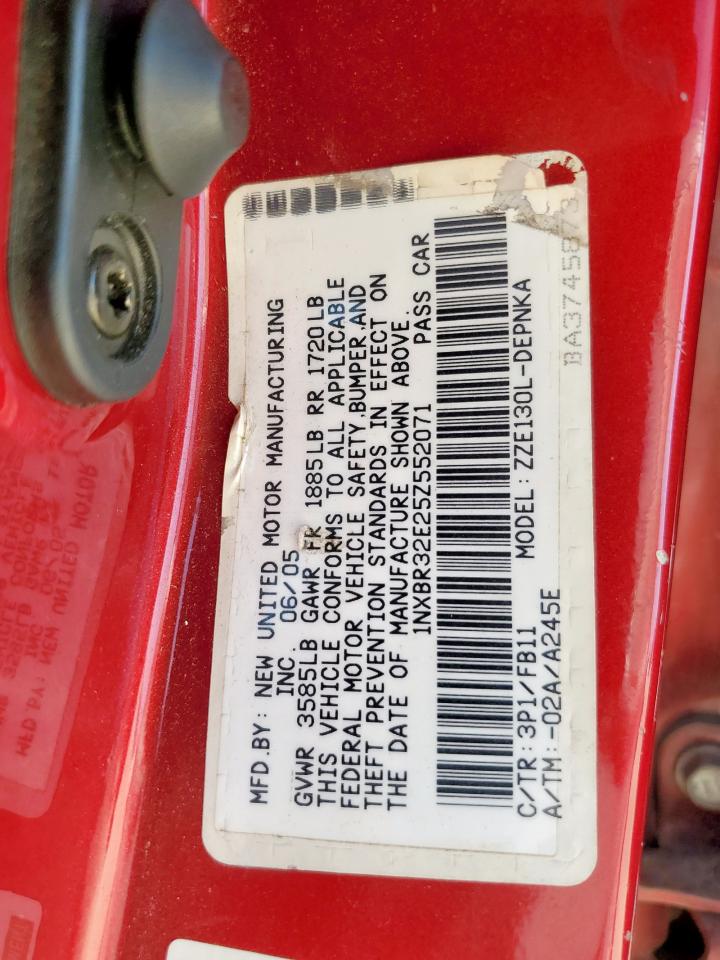 MFD.BY: NEW UNITED MOTOR MANUFACTURING
INC. 06/05
GVWR 3585LB GAWR FR 1885LB RR 1720LB
THIS VEHICLE CONFORMS TO ALL APPLICABLE
FEDERAL MOTOR VEHICLE SAFETY,BUMPER,AND
THEFT PREVENTION STANDARDS IN EFFECT ON
THE DATE OF MANUFACTURE SHOWN ABOVE.
1NXBR32E25Z552071 PASS CAR
C/TR: 3P1/FB11 MODEL: ZZE130L-DEPNKA
A/TM:-02A/A245E